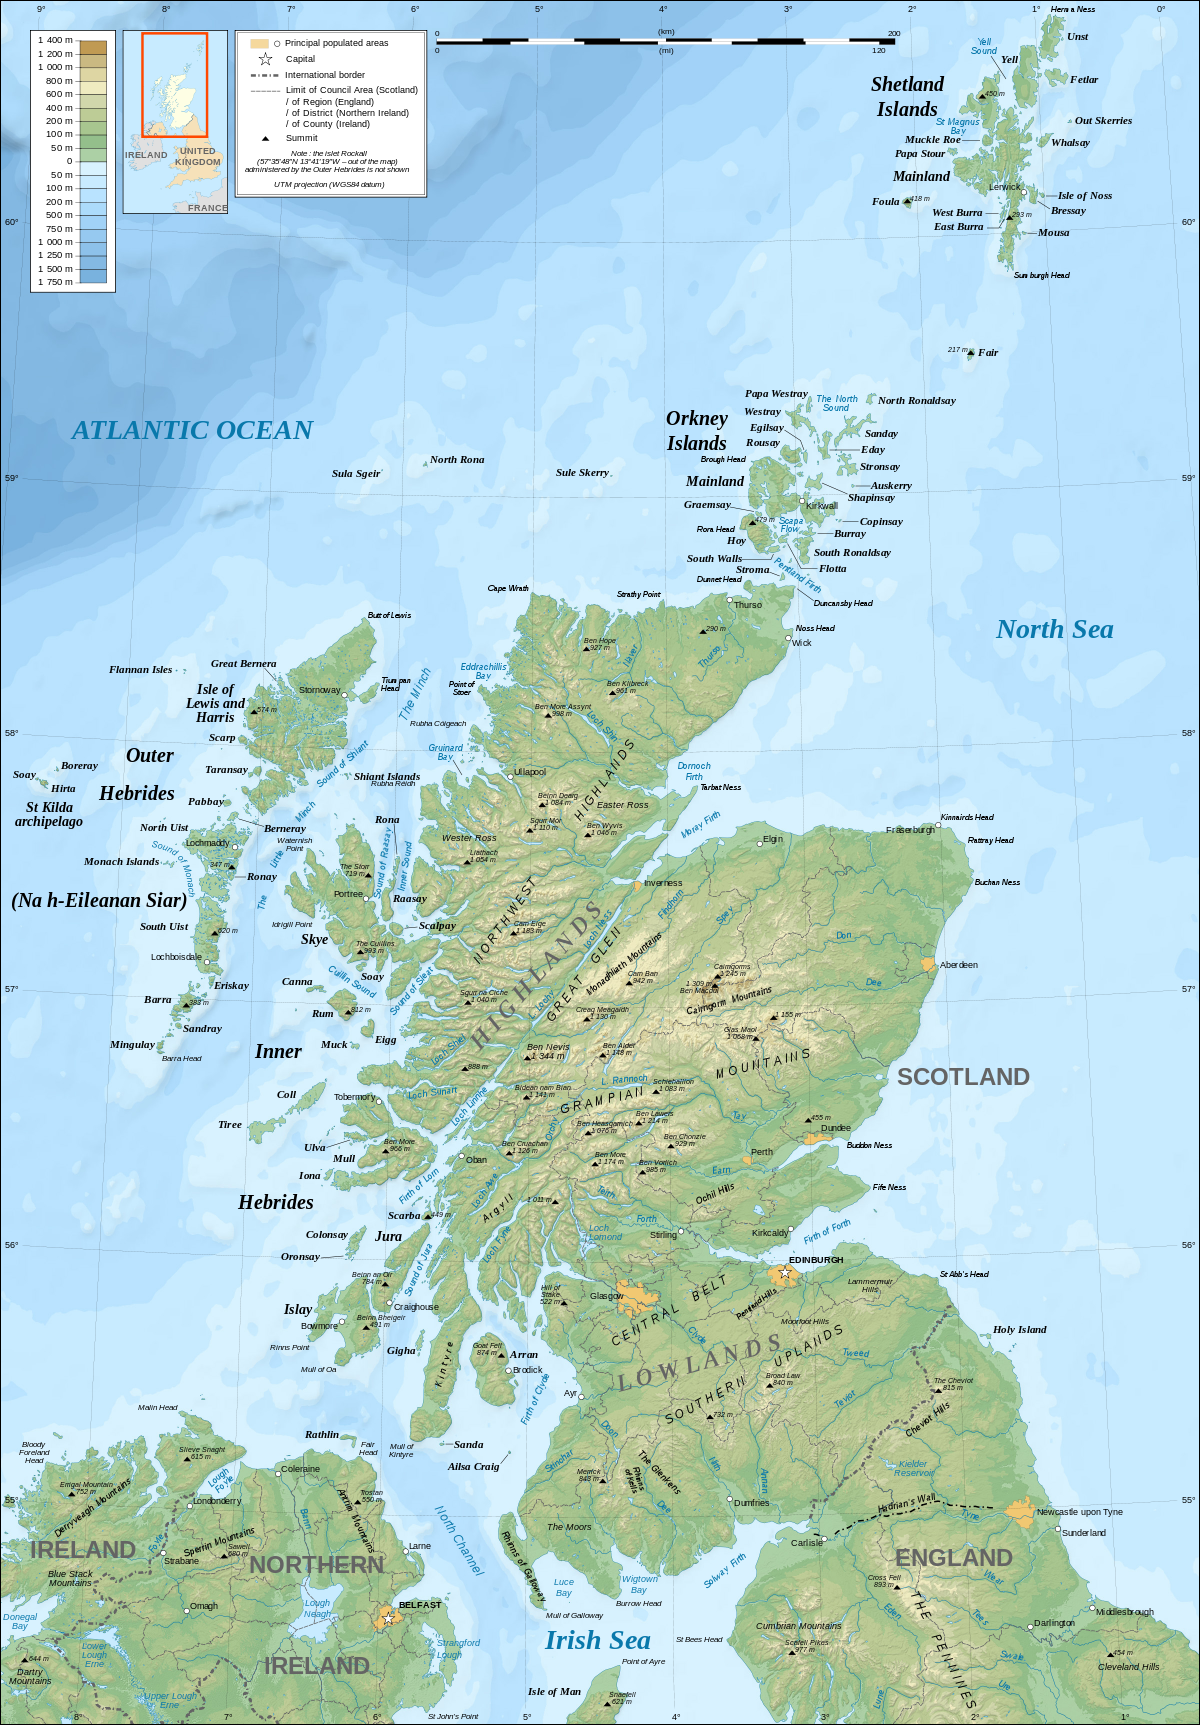 9°
8°
7°
6°
5°
4°
3°
2°
1°
0°
1 400 m
1 200 m
1 000 m
800 m
600 m
400 m
200 m
100 m
50 m
0
50 m
100 m
200 m
500 m
750 m
1 000 m
1 250 m
1 500 m
1 750 m
IRELAND
UNITED
KINGDOM
FRANCE
Principal populated areas
Capital
International border
Limit of Council Area (Scotland)
/ of Region (England)
/ of District (Northern Ireland)
/ of County (Ireland)
Summit
Note : the islet Rockall
(57°35'48"N 13°41'19"W – out of the map)
administered by the Outer Hebrides is not shown
UTM projection (WGS84 datum)
0
(km)
200
0
(mi)
120
Herma Ness
Unst
Yell
Sound
Yell
Fetlar
Shetland
Islands
450 m
St Magnus
Bay
Out Skerries
Muckle Roe
Whalsay
Papa Stour
Mainland
Lerwick
Isle of Noss
Foula
418 m
Bressay
West Burra
293 m
East Burra
Mousa
60°
60°
Sumburgh Head
217 m
Fair
Papa Westray
The North
Sound
North Ronaldsay
Westray
Orkney
Islands
Egilsay
Sanday
Rousay
Eday
Brough Head
Stronsay
Mainland
Auskerry
Shapinsay
Graemsay
Kirkwall
479 m
Scapa
Flow
Copinsay
Rora Head
Burray
Hoy
South Ronaldsay
South Walls
Flotta
Stroma
Pentland Firth
Dunnet Head
Duncansby Head
ATLANTIC OCEAN
North Rona
Sula Sgeir
Sule Skerry
59°
59°
Cape Wrath
Strathy Point
Thurso
Noss Head
Wick
North Sea
Butt of Lewis
290 m
Ben Hope
927 m
Naver
Thurso
Great Bernera
Flannan Isles
Eddrachillis
Bay
Isle of
Lewis and
Harris
Stornoway
Tiumpan
Head
The Minch
Point of
Stoer
Ben Klibreck
961 m
574 m
Ben More Assynt
998 m
Rubha Còigeach
Loch Shin
Scarp
58°
58°
Gruinard
Bay
Outer
Hebrides
Boreray
Soay
Hirta
St Kilda
archipelago
Taransay
Sound of Shiant
Shiant Islands
Rubha Reidh
Ullapool
Dornoch
Firth
Tarbat Ness
Pabbay
Beinn Dearg
1 084 m
HIGHLANDS
Easter Ross
Berneray
North Uist
Rona
Sgurr Mor
1 110 m
Ben Wyvis
1 046 m
Moray Firth
Kinnairds Head
Fraserburgh
Elgin
Rattray Head
Lochmaddy
Waternish
Point
Wester Ross
The Little Minch
Sound of Monach
Monach Islands
347 m
Ronay
The Storr
719 m
Sound of Raasay
Inner Sound
Liathach
1 054 m
(Na h-Eileanan Siar)
Portree
Raasay
Inverness
Buchan Ness
NORTHWEST
HIGHLANDS
Loch Ness
Findhorn
Spey
South Uist
620 m
Idrigill Point
Scalpay
Carn Eige
1 183 m
Skye
The Cuillins
993 m
GREAT GLEN
Monadhliath Mountains
Don
Lochboisdale
Cairngorms
1 245 m
Aberdeen
Soay
Cuillin Sound
Sound of Sleat
Canna
Carn Ban
942 m
1 309 m
Ben Macdui
Dee
Eriskay
Barra
383 m
Sgurr na Ciche
1 040 m
Lochy
Cairngorm Mountains
57°
57°
Rum
812 m
Creag Meagaidh
1 130 m
1 155 m
Sandray
Glas Maol
1 068 m
Mingulay
Barra Head
Inner
Muck
Eigg
Loch Shiel
Ben Nevis
1 344 m
Ben Alder
1 148 m
MOUNTAINS
888 m
SCOTLAND
Coll
Tobermory
Loch Sunart
Loch Linnhe
Bidean nam Bian
1 141 m
L. Rannoch
Schiehallion
1 083 m
GRAMPIAN
Tiree
Ben Lawers
1 214 m
Tay
455 m
Dundee
Ulva
Mull
Ben More
966 m
Ben Cruachan
1 126 m
Orchy
Ben Heasgarnich
1 076 m
Ben Chonzie
929 m
Buddon Ness
Iona
Oban
Ben More
1 174 m
Ben Vorlich
985 m
Perth
Earn
Firth of Lorn
Loch Awe
Hebrides
Argyll
1 011 m
Teith
Ochil Hills
Fife Ness
Scarba
449 m
Forth
Colonsay
Jura
Loch Fyne
Loch
Lomond
Stirling
Kirkcaldy
Firth of Forth
56°
56°
Oronsay
Sound of Jura
EDINBURGH
St Abb's Head
Beinn an Oir
784 m
Hill of
Stake
522 m
Glasgow
CENTRAL BELT
Pentland Hills
Lammermuir
Hills
Craighouse
Islay
Bowmore
Beinn Bheigeir
491 m
Moorfoot Hills
Holy Island
Clyde
UPLANDS
Rinns Point
Gigha
Kintyre
Goat Fell
874 m
Arran
LOWLANDS
Tweed
Mull of Oa
Brodick
Broad Law
840 m
The Cheviot
815 m
Firth of Clyde
Ayr
SOUTHERN
Teviot
Malin Head
732 m
Cheviot Hills
Rathlin
Fair
Head
Mull of
Kintyre
Sanda
Doon
Bloody
Foreland
Head
Slieve Snaght
615 m
Ailsa Craig
Stinchar
The Glenkens
Nith
Kielder
Reservoir
Errigal Mountain
752 m
Lough
Foyle
Coleraine
Merrick
843 m
Rhinns
of Kells
Annan
Derryveagh Mountains
Londonderry
Trostan
550 m
55°
55°
Bann
Antrim Mountains
Dee
Dumfries
Hadrian's Wall
Newcastle upon Tyne
Tyne
North Channel
The Moors
Sunderland
Foyle
Sperrin Mountains
Sawell
680 m
Larne
Rhinns of Galloway
Carlisle
IRELAND
Strabane
NORTHERN
ENGLAND
Blue Stack
Mountains
Luce
Bay
Wigtown
Bay
Solway Firth
Cross Fell
893 m
Wear
Omagh
Lough
Neagh
BELFAST
Burrow Head
Mull of Galloway
Eden
THE PENNINES
Tees
Middlesbrough
Donegal
Bay
Cumbrian Mountains
Darlington
Irish Sea
St Bees Head
Strangford
Lough
Lower
Lough
Erne
Scafell Pikes
977 m
Swale
454 m
Cleveland Hills
644 m
Dartry
Mountains
IRELAND
Point of Ayre
Ure
Upper Lough
Erne
Isle of Man
Snaefell
621 m
Lune
St John's Point
8°
7°
6°
5°
4°
3°
2°
1°